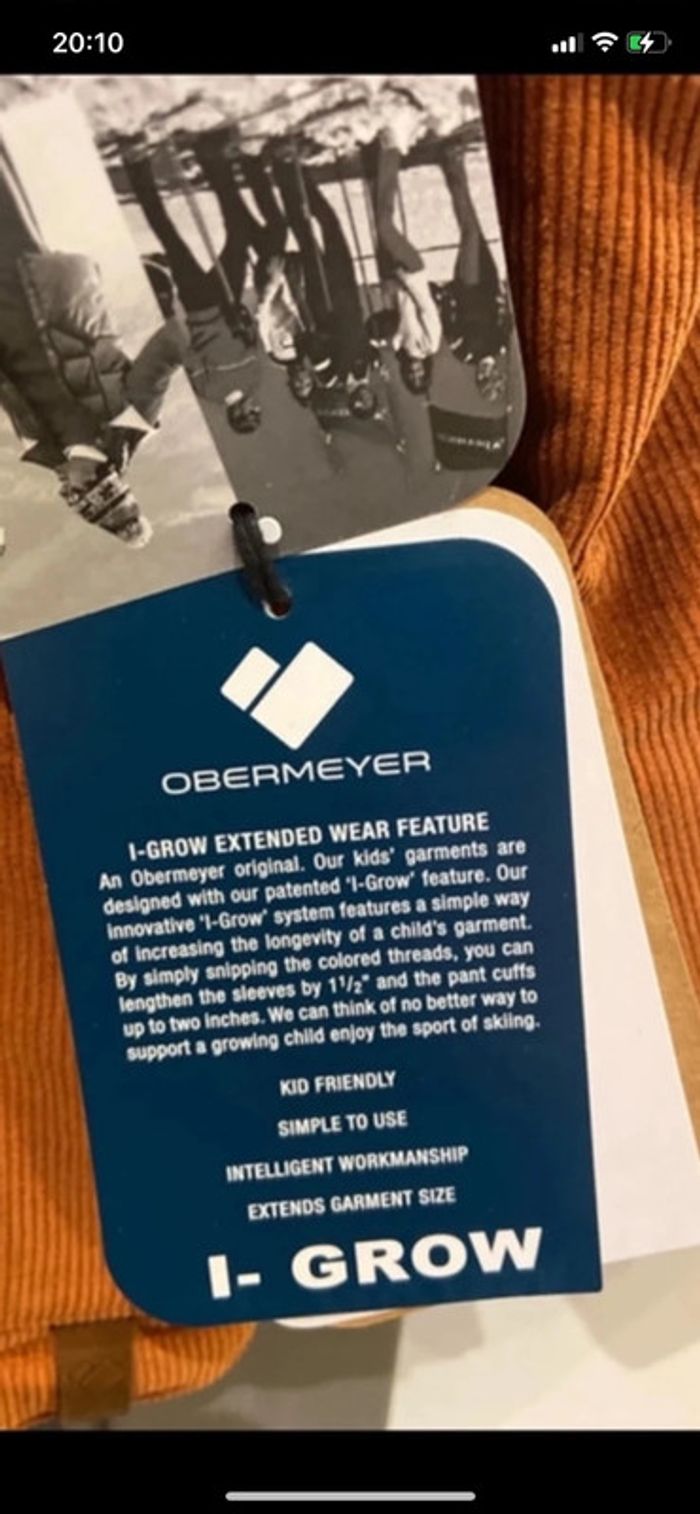 20:10
OBERMEYER
I-GROW EXTENDED WEAR FEATURE
An Obermeyer original. Our kids' garments are
designed with our patented 'I-Grow' feature. Our
innovative 'I-Grow' system features a simple way
of increasing the longevity of a child's garment.
By simply snipping the colored threads, you can
lengthen the sleeves by 1 1/2" and the pant cuffs
up to two inches. We can think of no better way to
support a growing child enjoy the sport of skiing.
KID FRIENDLY
SIMPLE TO USE
INTELLIGENT WORKMANSHIP
EXTENDS GARMENT SIZE
I- GROW